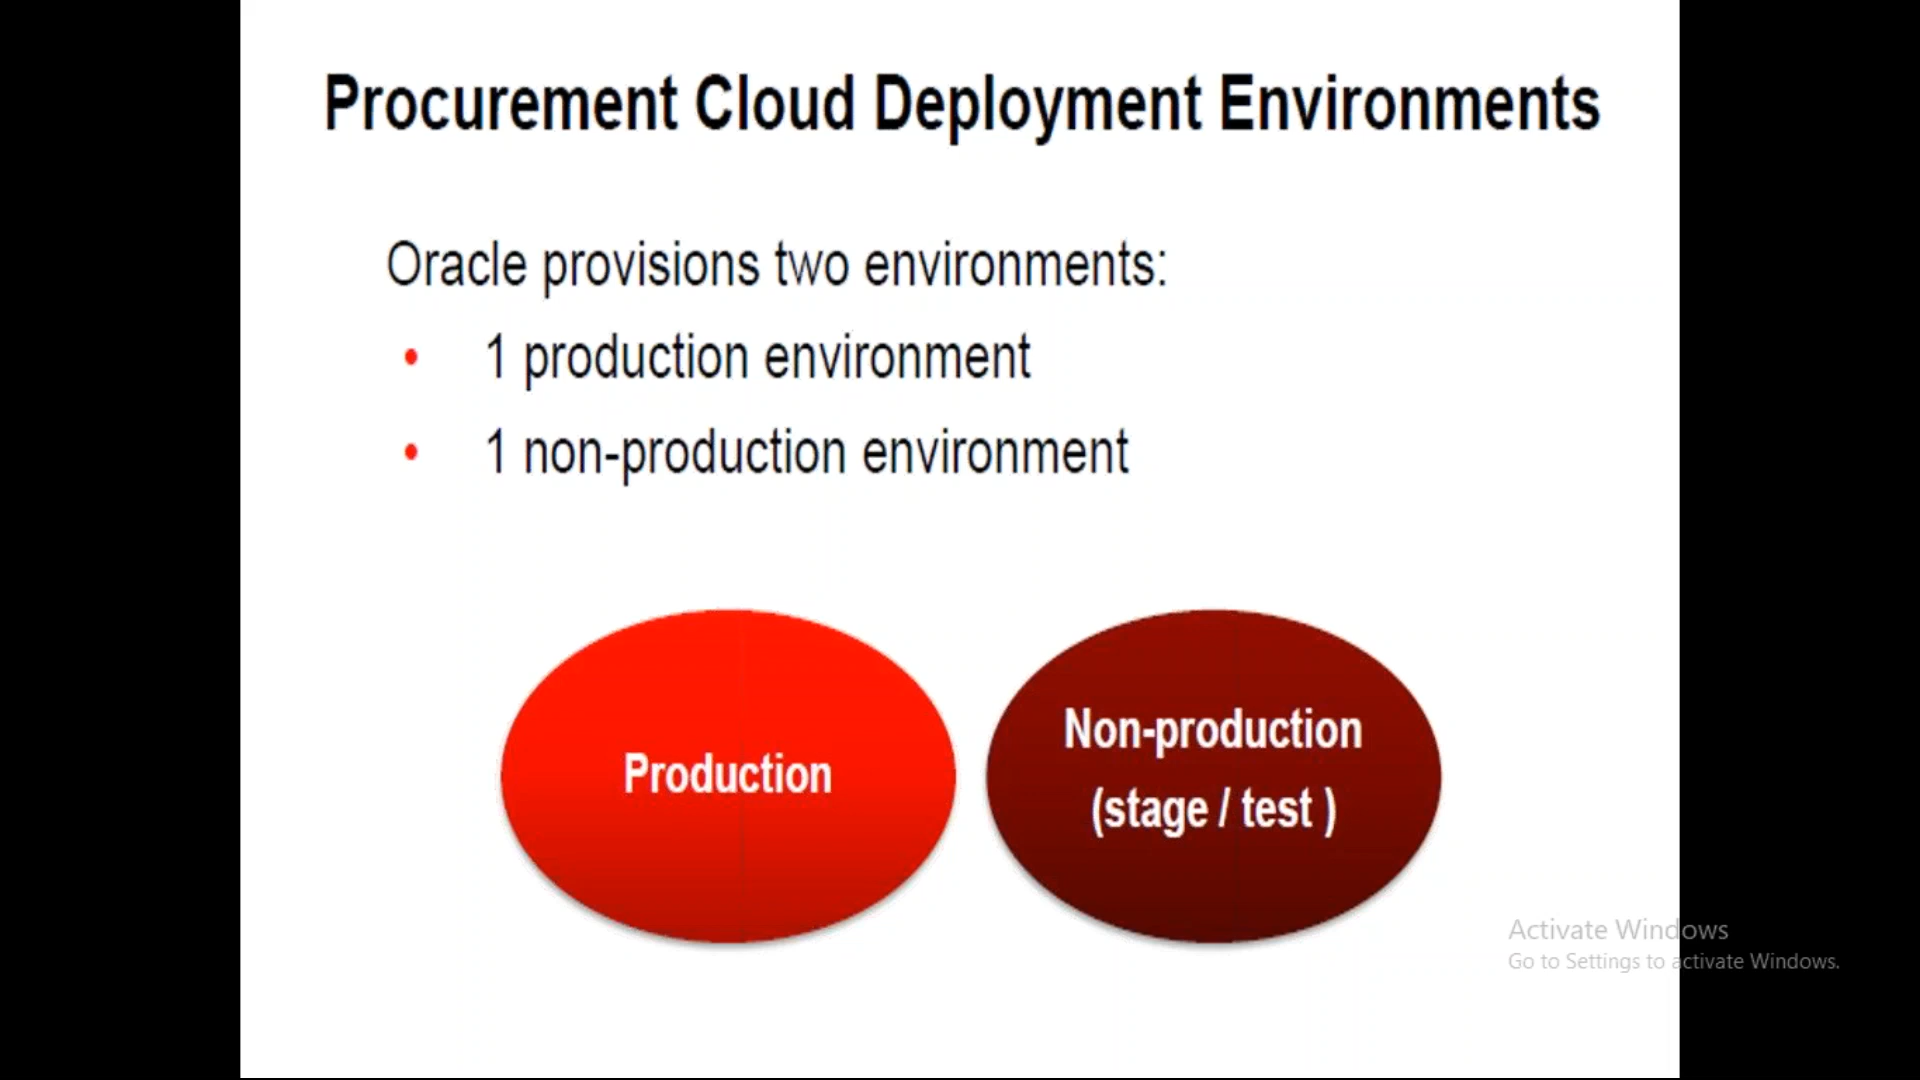 Procurement Cloud Deployment Environments
Oracle provisions two environments:
• 1 production environment
• 1 non-production environment
Production
Non-production
(stage / test )
Activate Windows
Go to Settings to activate Windows.